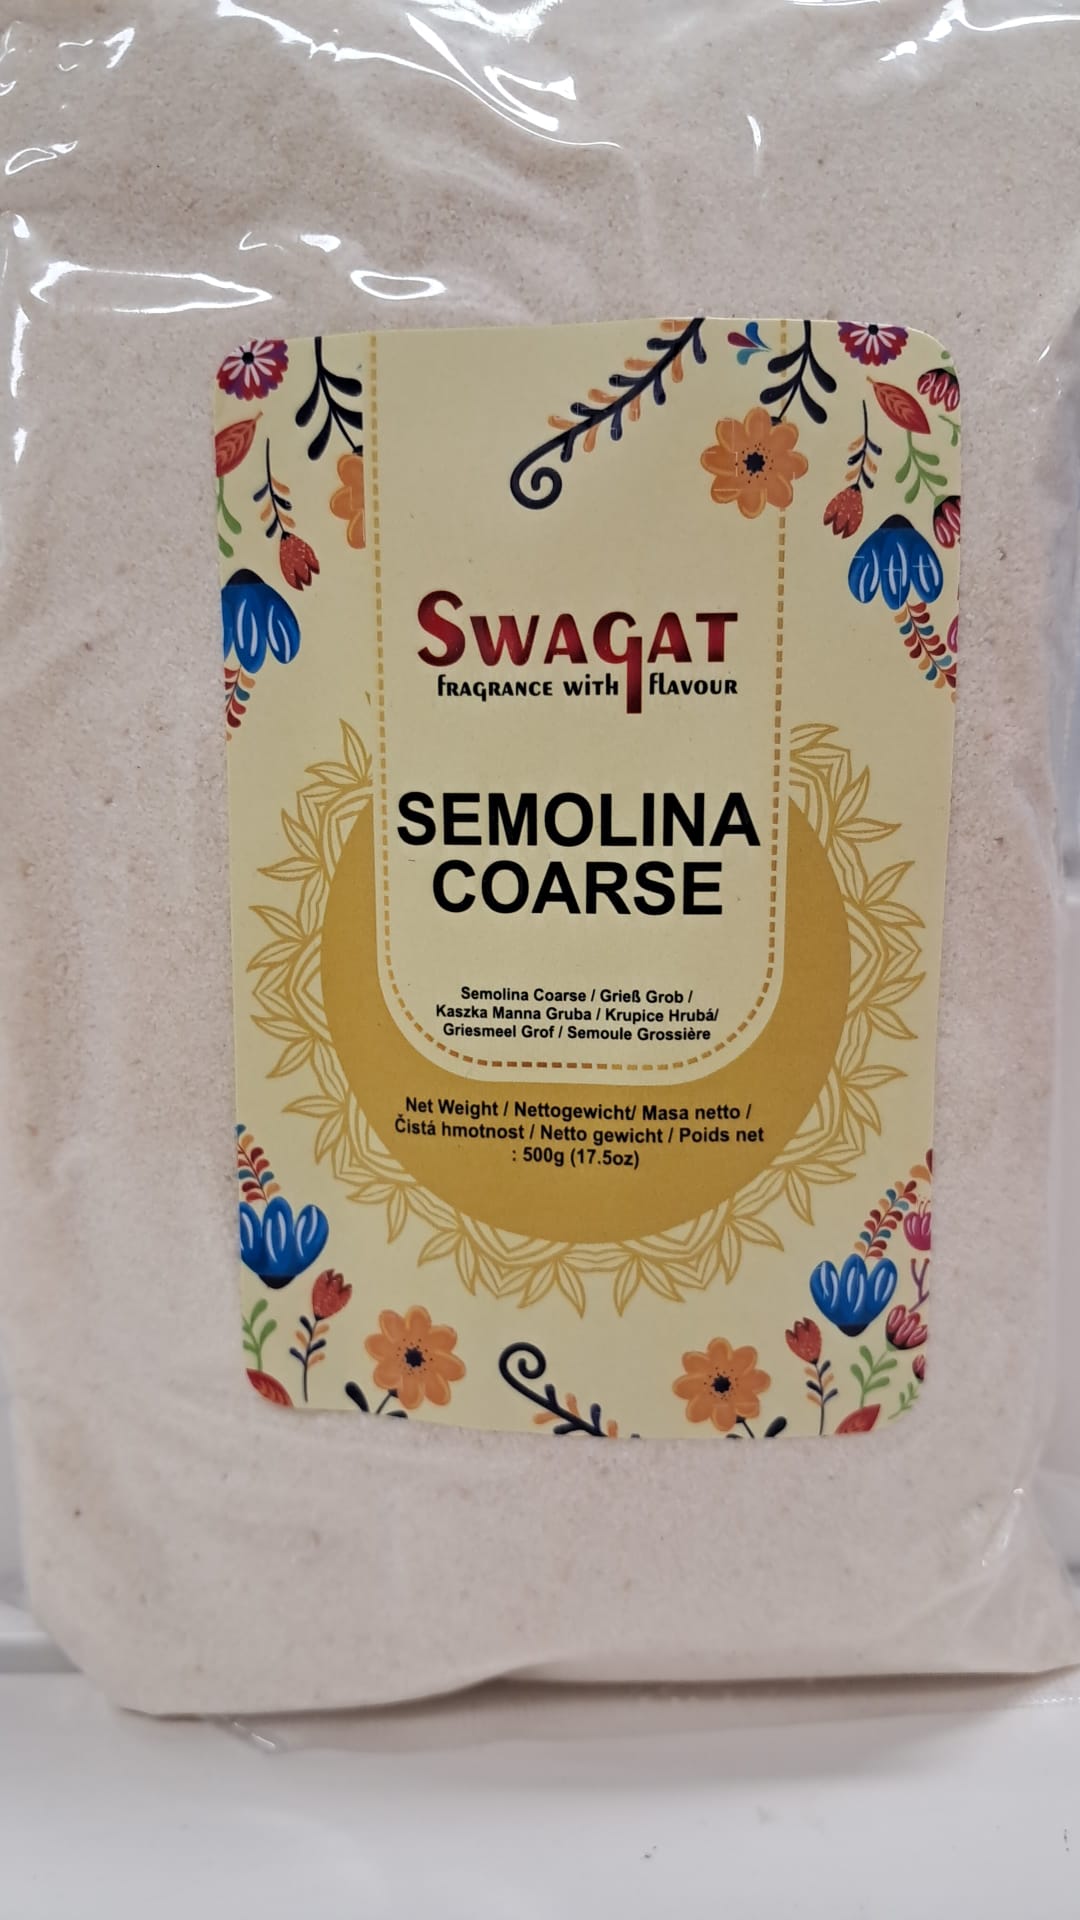 SWAGAT
FRAGRANCE WITH FLAVOUR
SEMOLINA
COARSE
Semolina Coarse / Grieß Grob /
Kaszka Manna Gruba / Krupice Hrubá/
Griesmeel Grof / Semoule Grossière
Net Weight / Nettogewicht/ Masa netto /
Čistá hmotnost / Netto gewicht / Poids net
: 500g (17.5oz)